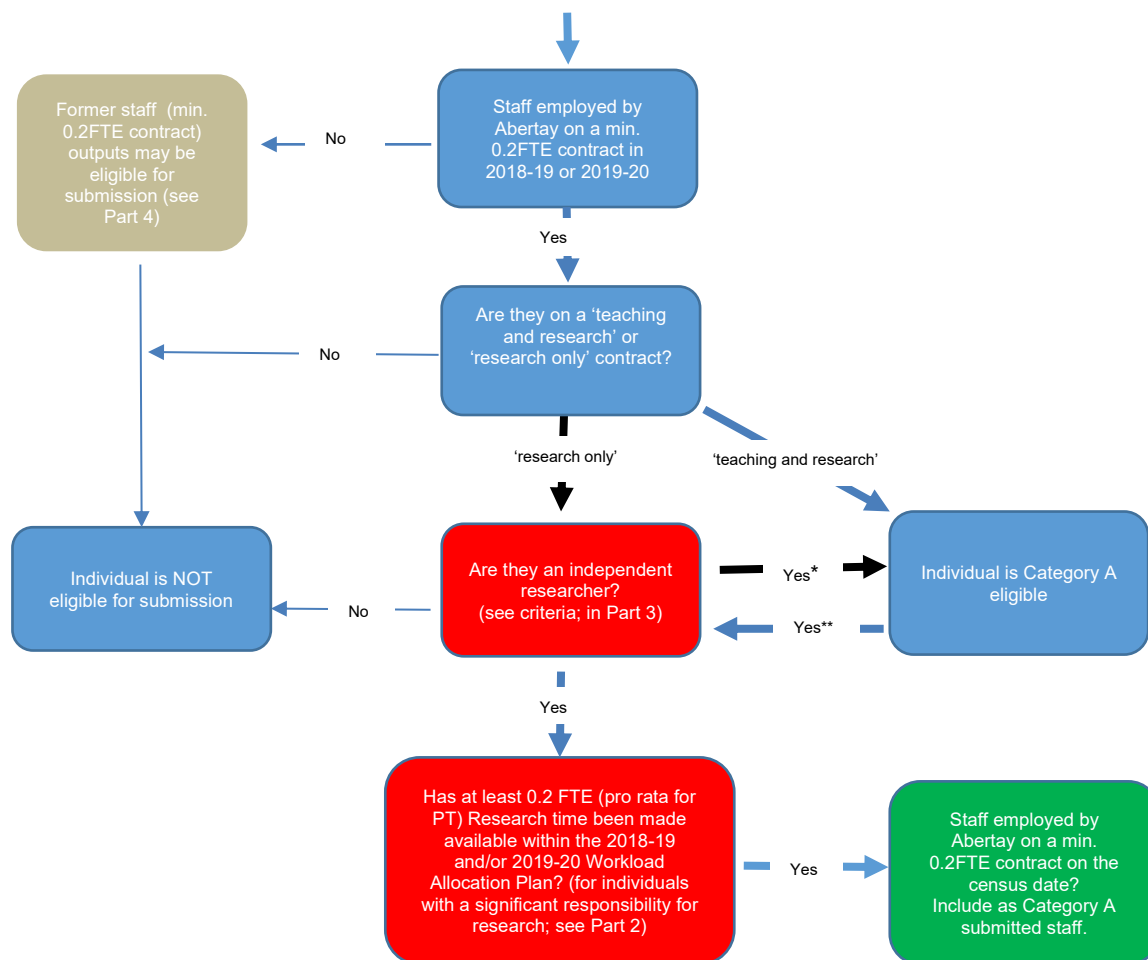 Staff employed by
Abertay on a min.
0.2FTE contract in
2018-19 or 2019-20
No
Former staff (min.
0.2FTE contract)
outputs may be
eligible for
submission (see
Part 4)
Yes
Are they on a ‘teaching
and research’ or
‘research only’ contract?
No
‘research only’
‘teaching and research’
Are they an independent
researcher?
(see criteria; in Part 3)
No
Individual is NOT
eligible for submission
Yes*
Yes**
Individual is Category A
eligible
Yes
Has at least 0.2 FTE (pro rata for
PT) Research time been made
available within the 2018-19
and/or 2019-20 Workload
Allocation Plan? (for individuals
with a significant responsibility for
research; see Part 2)
Yes
Staff employed by
Abertay on a min.
0.2FTE contract on the
census date?
Include as Category A
submitted staff.